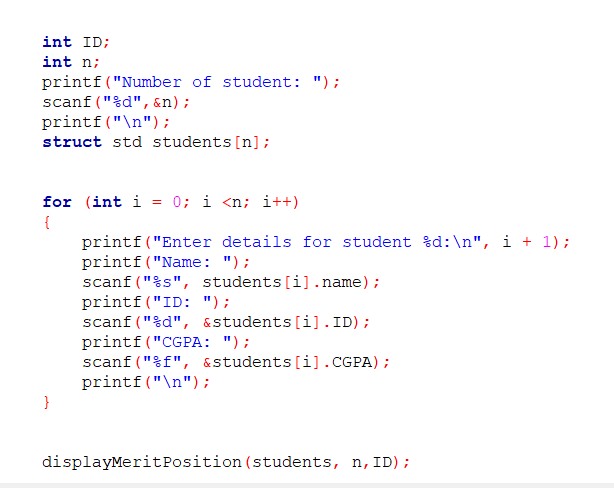 int ID;
int n;
printf("Number of student: ");
scanf("%d",&n);
printf("\n");
struct std students[n];
for (int i = 0; i <n; i++)
{
printf("Enter details for student %d:\n", i + 1);
printf("Name: ");
scanf("%s", students[i].name);
printf("ID: ");
scanf("%d", &students[i].ID);
printf("CGPA: ");
scanf("%f", &students[i].CGPA);
printf("\n");
}
displayMeritPosition(students, n,ID);